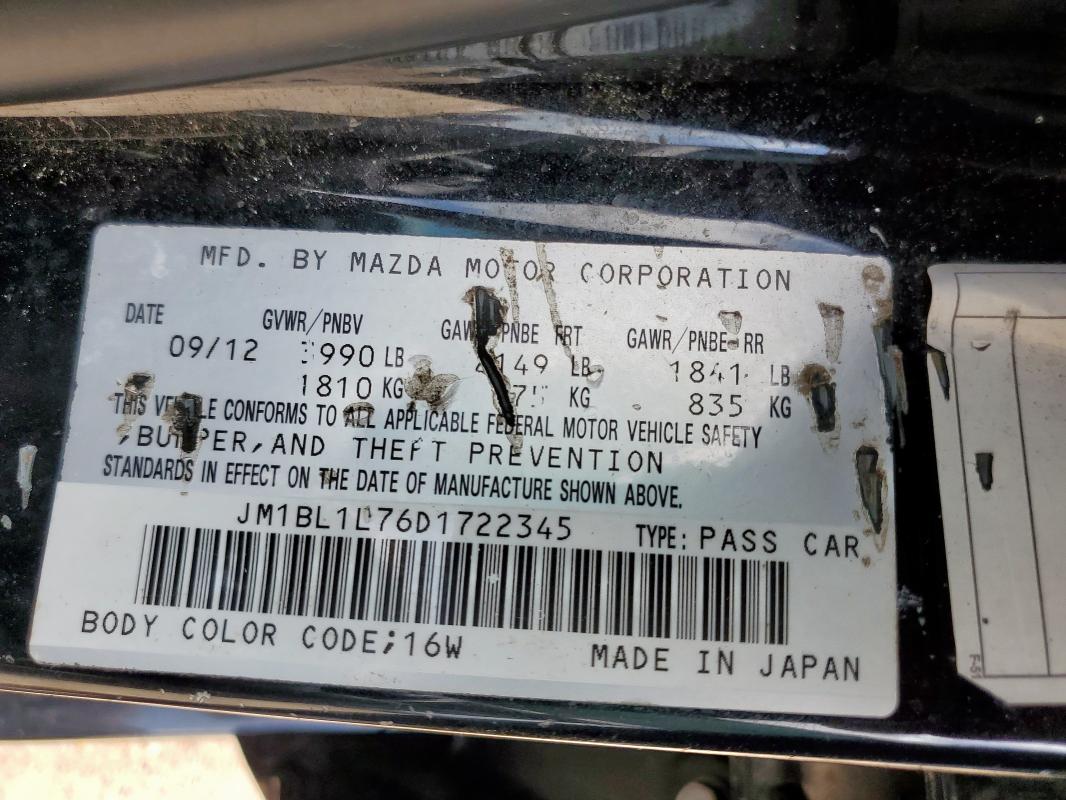 MFD. BY MAZDA MOTOR CORPORATION
DATE GVWR/PNBV GAWR/PNBE FRT GAWR/PNBE RR
09/12 3990 LB LB 1841 LB
1810 KG KG 835 KG
THIS VEHICLE CONFORMS TO ALL APPLICABLE FEDERAL MOTOR VEHICLE SAFETY
,BUMPER,AND THEFT PREVENTION
STANDARDS IN EFFECT ON THE DATE OF MANUFACTURE SHOWN ABOVE.
JM1BL1L76D1722345 TYPE: PASS CAR
BODY COLOR CODE;16W MADE IN JAPAN